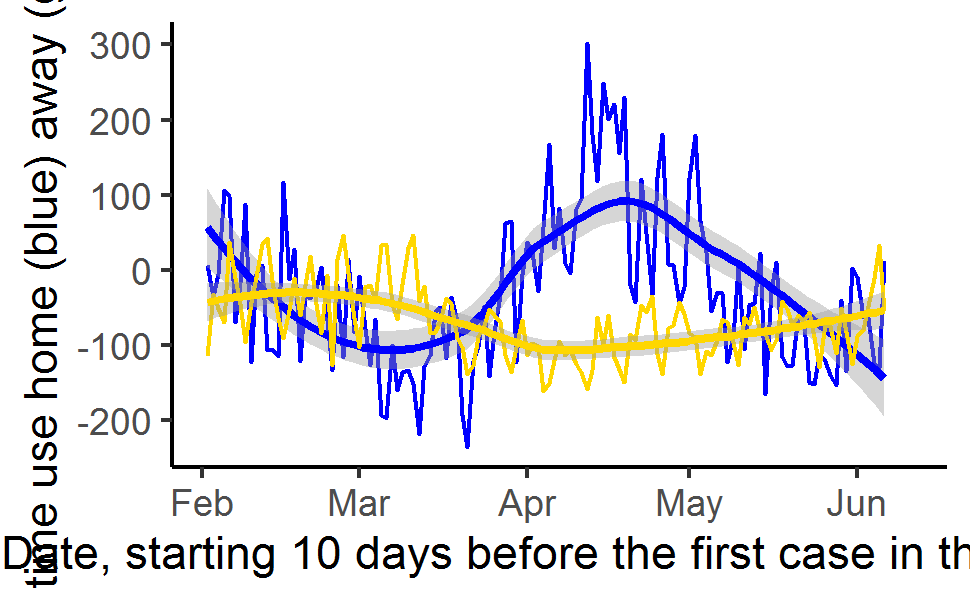 time use home (blue) away (g
300
200
100
0
-100
-200
Feb Mar Apr May Jun
Date, starting 10 days before the first case in th